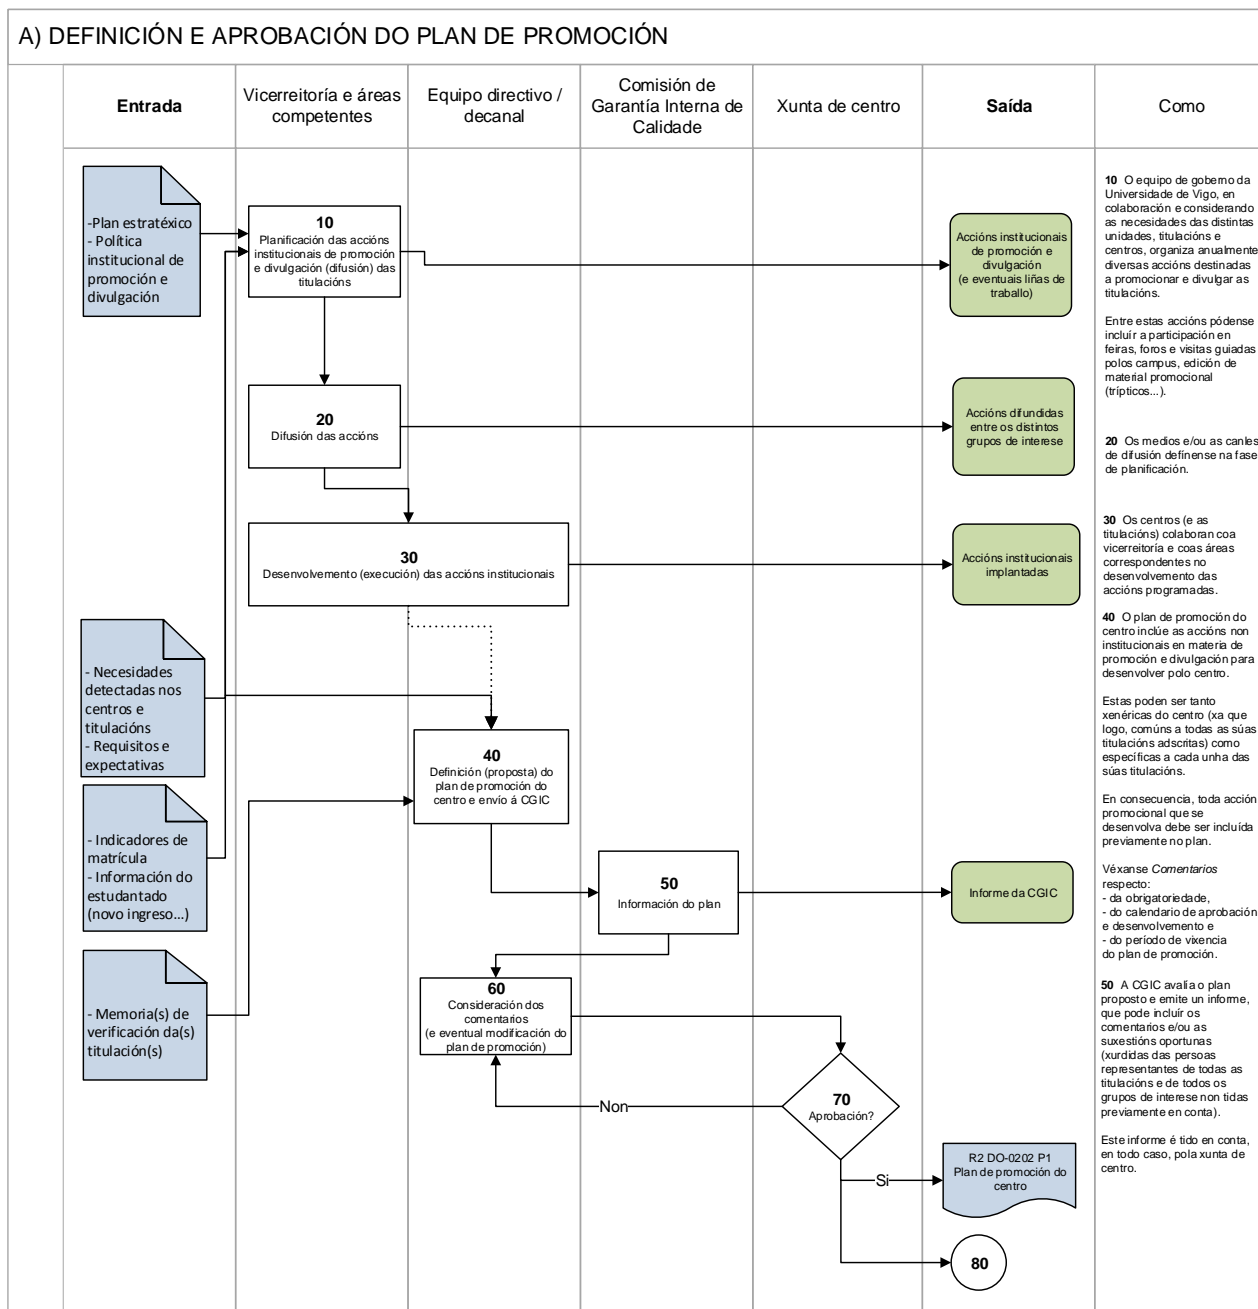 A) DEFINICIÓN E APROBACIÓN DO PLAN DE PROMOCIÓN
Entrada
Vicerreitoría e áreas
competentes
Equipo directivo /
decanal
Comisión de
Garantía Interna de
Calidade
Xunta de centro
Saída
Como
-Plan estratéxico
- Política
institucional de
promoción e
divulgación
10
Planificación das accións
institucionais de promoción
e divulgación (difusión) das
titulacións
Accións institucionais
de promoción e
divulgación
(e eventuais liñas de
traballo)
10 O equipo de goberno da
Universidade de Vigo, en
colaboración e considerando
as necesidades das distintas
unidades, titulacións e
centros, organiza anualmente
diversas accións destinadas
a promocionar e divulgar as
titulacións.
Entre estas accións pódense
incluír a participación en
feiras, foros e visitas guiadas
polos campus, edición de
material promocional
(trípticos...).
20
Difusión das accións
Accións difundidas
entre os distintos
grupos de interese
20 Os medios e/ou as canles
de difusión defínense na fase
de planificación.
30
Desenvolvemento (execución) das accións institucionais
Accións institucionais
implantadas
30 Os centros (e as
titulacións) colaboran coa
vicerreitoría e coas áreas
correspondentes no
desenvolvemento das
accións programadas.
- Necesidades
detectadas nos
centros e
titulacións
- Requisitos e
expectativas
40
Definición (proposta) do
plan de promoción do
centro e envío á CGIC
40 O plan de promoción do
centro inclúe as accións non
institucionais en materia de
promoción e divulgación para
desenvolver polo centro.
Estas poden ser tanto
xenéricas do centro (xa que
logo, comúns a todas as súas
titulacións adscritas) como
específicas a cada unha das
súas titulacións.
En consecuencia, toda acción
promocional que se
desenvolva debe ser incluída
previamente no plan.
Véxanse Comentarios
respecto:
- da obrigatoriedade,
- do calendario de aprobación
e desenvolvemento e
- do período de vixencia
do plan de promoción.
- Indicadores de
matrícula
- Información do
estudantado
(novo ingreso...)
50
Información do plan
Informe da CGIC
- Memoria(s) de
verificación da(s)
titulación(s)
60
Consideración dos
comentarios
(e eventual modificación do
plan de promoción)
50 A CGIC avalía o plan
proposto e emite un informe,
que pode incluír os
comentarios e/ou as
suxestións oportunas
(xurdidas das persoas
representantes de todas as
titulacións e de todos os
grupos de interese non tidas
previamente en conta).
Este informe é tido en conta,
en todo caso, pola xunta de
centro.
70
Aprobación?
Non
Si
R2 DO-0202 P1
Plan de promoción do
centro
80